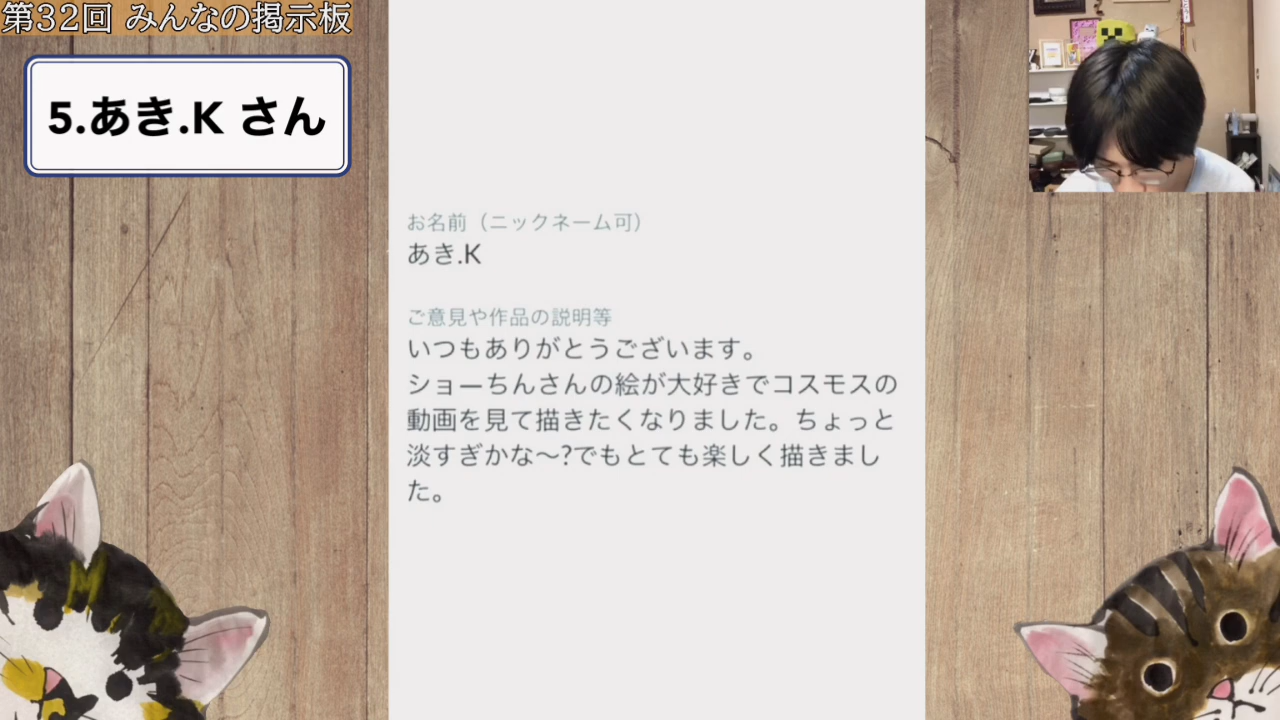 第32回 みんなの掲示板
5.あき.K さん
お名前（ニックネーム可）
あき.K
ご意見や作品の説明等
いつもありがとうございます。
ショーちんさんの絵が大好きでコスモスの
動画を見て描きたくなりました。ちょっと
淡すぎかな〜?でもとても楽しく描きまし
た。